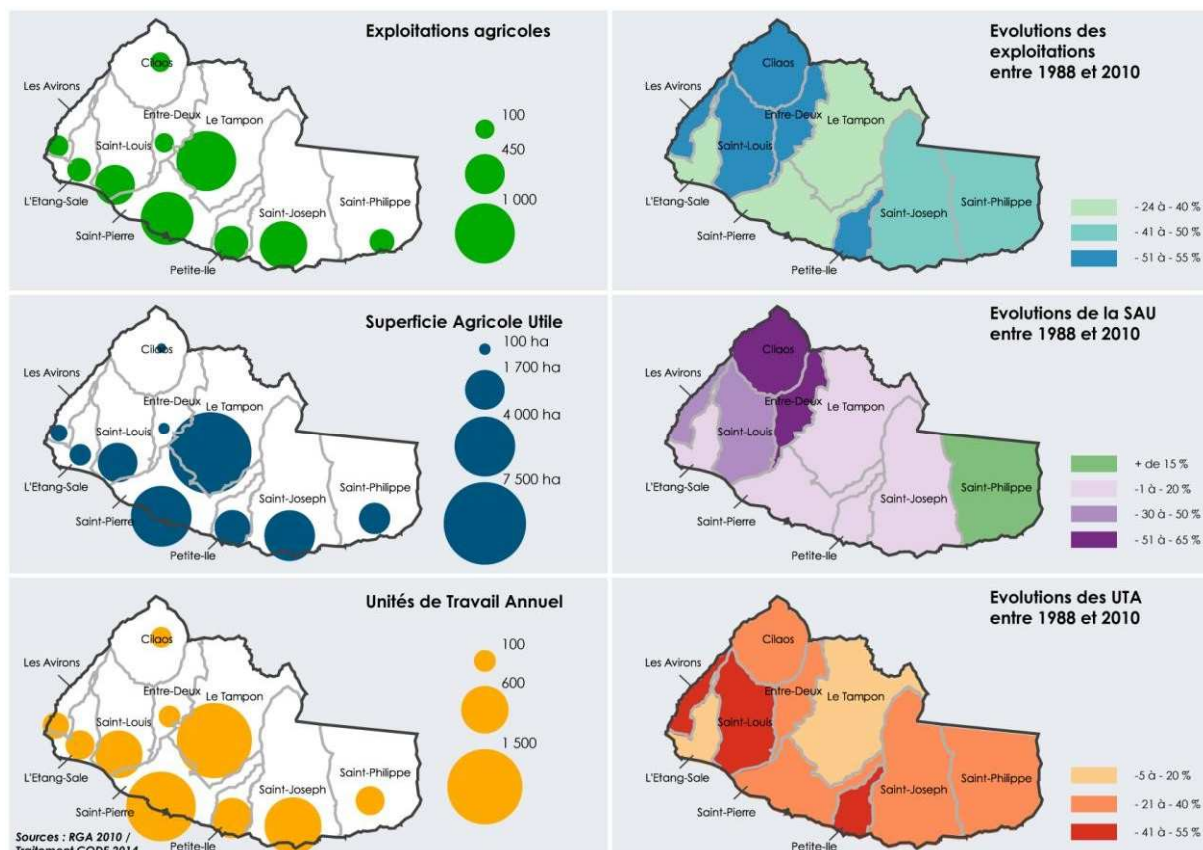 Exploitations agricoles
Cilaos
Les Avirons
Entre-Deux
Le Tampon
Saint-Louis
L'Etang-Sale
Saint-Pierre
Petite-Ile
Saint-Joseph
Saint-Philippe
100
450
1 000
Evolutions des
exploitations
entre 1988 et 2010
Cilaos
Les Avirons
Entre-Deux
Le Tampon
Saint-Louis
L'Etang-Sale
Saint-Pierre
Petite-Ile
Saint-Joseph
Saint-Philippe
- 24 à - 40 %
- 41 à - 50 %
- 51 à - 55 %
Superficie Agricole Utile
Cilaos
Les Avirons
Entre-Deux
Le Tampon
Saint-Louis
L'Etang-Sale
Saint-Pierre
Petite-Ile
Saint-Joseph
Saint-Philippe
100 ha
1 700 ha
4 000 ha
7 500 ha
Evolutions de la SAU
entre 1988 et 2010
Cilaos
Les Avirons
Entre-Deux
Le Tampon
Saint-Louis
L'Etang-Sale
Saint-Pierre
Petite-Ile
Saint-Joseph
Saint-Philippe
+ de 15 %
-1 à - 20 %
- 30 à - 50 %
- 51 à - 65 %
Unités de Travail Annuel
Cilaos
Les Avirons
Entre-Deux
Le Tampon
Saint-Louis
L'Etang-Sale
Saint-Pierre
Petite-Ile
Saint-Joseph
Saint-Philippe
100
600
1 500
Sources : RGA 2010 /
Traitement CODE 2014
Evolutions des UTA
entre 1988 et 2010
Cilaos
Les Avirons
Entre-Deux
Le Tampon
Saint-Louis
L'Etang-Sale
Saint-Pierre
Petite-Ile
Saint-Joseph
Saint-Philippe
-5 à - 20 %
- 21 à - 40 %
- 41 à - 55 %